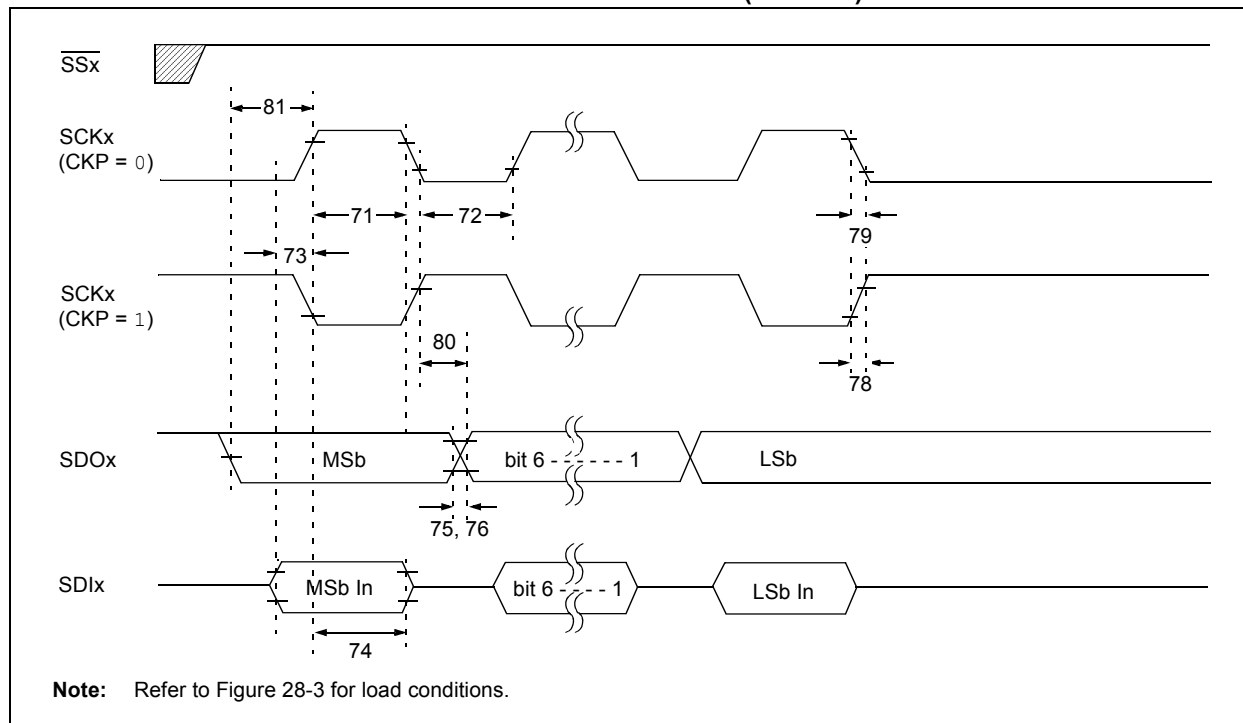 SSx
81
SCKx
(CKP = 0)
71
72
79
73
SCKx
(CKP = 1)
80
78
SDOx
MSb
bit 6 - - - - - - 1
LSb
75, 76
SDIx
MSb In
bit 6 - - - - 1
LSb In
74
Note: Refer to Figure 28-3 for load conditions.